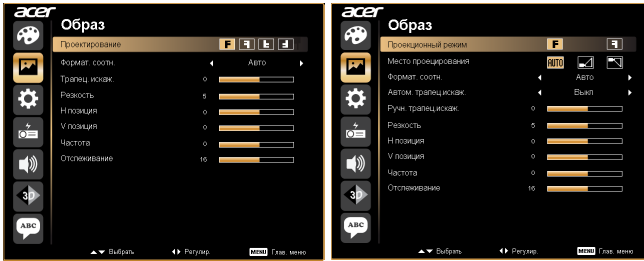 acer
Образ
Проектирование F F F F
Формат. соотн. Авто
Трапец. искаж. 0
Резкость 5
H позиция 0
V позиция 0
Частота 0
Отслеживание 16
3D
ABC
Выбрать Регулир. MENU Глав. меню
acer
Образ
Проекционный режим F F
Место проецирования AUTO
Формат. соотн. Авто
Автом. трапец.искаж. Выкл
Ручн. трапец.искаж. 0
Резкость 5
H позиция 0
V позиция 0
Частота 0
Отслеживание 16
3D
ABC
Выбрать Регулир. MENU Глав. меню